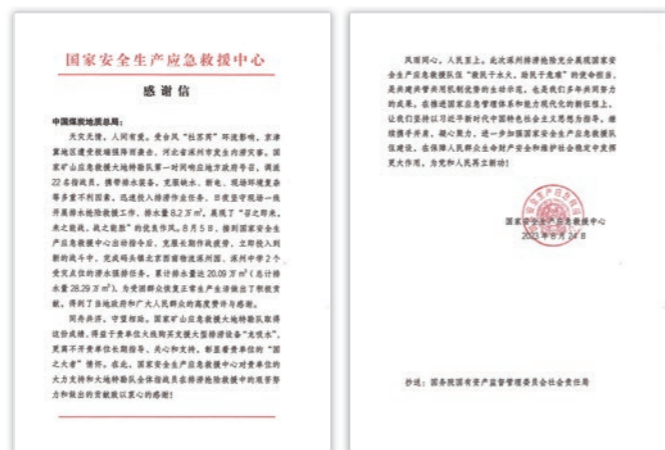 国家安全生产应急救援中心
感谢信
中国煤炭地质总局：
天灾无情，人间有爱。受台风“杜苏芮”环流影响，京津
冀地区遭受极端强降雨袭击，河北省涿州市发生内涝灾害。国
家矿山应急救援大地特勘队第一时间响应地方政府号召，调派
22名指战员，携带排水装备，克服缺水、断电、现场环境复杂
等多重不利因素，迅速投入排涝作业任务，日夜坚守现场一线
开展排水抢险救援工作，排水量8.2万m³，展现了“召之即来，
来之能战，战之能胜”的优良作风。8月5日，接到国家安全生
产应急救援中心出动指令后，克服长期作战疲劳，立即投入到
新的战斗中，完成码头镇北京西南物流涿州园、涿州中学2个
受灾点位的涝水强排任务，累计排水量达20.09万m³（总计排
水量28.29万m³），为受困群众恢复正常生产生活做出了积极贡
献，得到了当地政府和广大人民群众的高度赞许与感谢。
同舟共济，守望相助。国家矿山应急救援大地特勘队取得
这份成绩，得益于贵单位火线购买支援大型排涝设备“龙吸水”，
更离不开贵单位长期指导、关心和支持，彰显着贵单位的“国
之大者”情怀。在此，国家安全生产应急救援中心对贵单位的
大力支持和大地特勘队全体指战员在排涝抢险救援中的艰苦努
力和做出的贡献致以衷心的感谢！
风雨同心，人民至上。此次涿州排涝抢险充分展现国家安
全生产应急救援队伍“救民于水火，助民于危难”的使命担当，
是共建共管共用机制优势的生动示范，也是我们多年共同努力
的成果。在推进国家应急管理体系和能力现代化的新征程上，
让我们坚持以习近平新时代中国特色社会主义思想为指导，继
续携手并肩，凝心聚力，进一步加强国家安全生产应急救援队
伍建设，在保障人民群众生命财产安全和维护社会稳定中发挥
更大作用，为党和人民再立新功！
国家安全生产应急救援中心
2023年8月24日
抄送：国务院国有资产监督管理委员会社会责任局